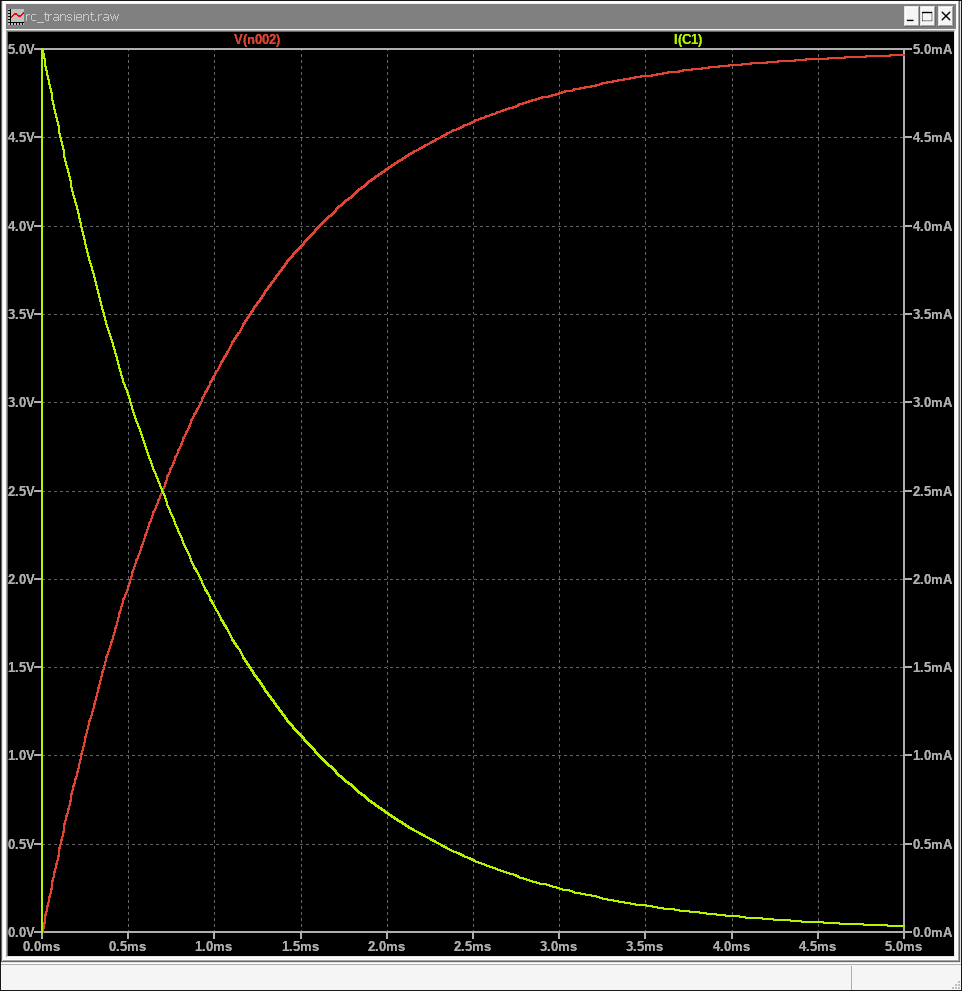 rc_transient.raw
V(n002) I(C1)
5.0V 5.0mA
4.5V 4.5mA
4.0V 4.0mA
3.5V 3.5mA
3.0V 3.0mA
2.5V 2.5mA
2.0V 2.0mA
1.5V 1.5mA
1.0V 1.0mA
0.5V 0.5mA
0.0V 0.0mA
0.0ms 0.5ms 1.0ms 1.5ms 2.0ms 2.5ms 3.0ms 3.5ms 4.0ms 4.5ms 5.0ms